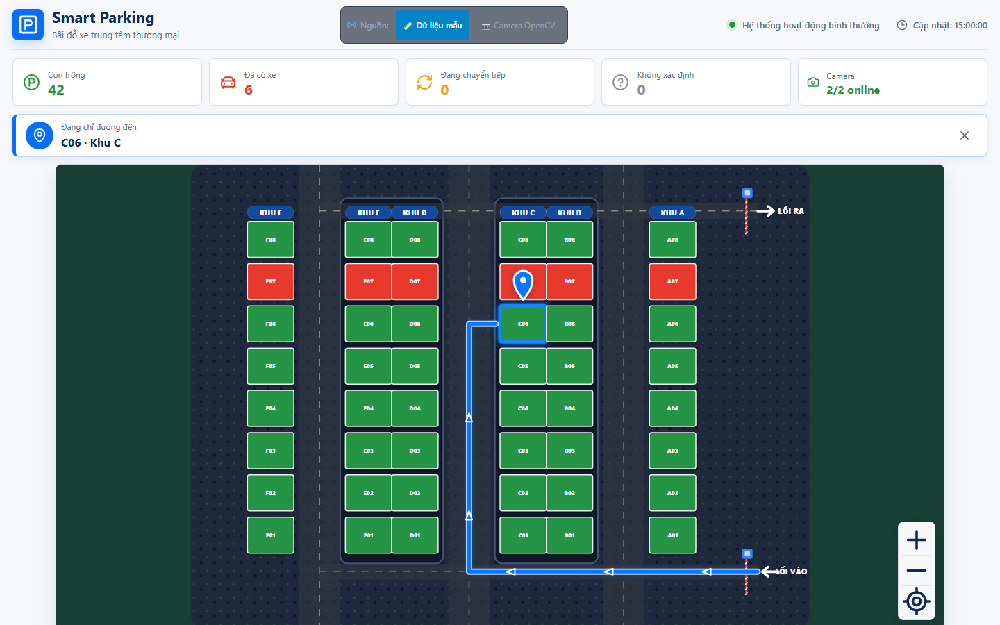 Smart Parking
Bãi đỗ xe trung tâm thương mại
Nguồn:
Dữ liệu mẫu
Camera OpenCV
Hệ thống hoạt động bình thường
Cập nhật: 15:00:00
Còn trống
42
Đã có xe
6
Đang chuyển tiếp
0
Không xác định
0
Camera
2/2 online
Đang chỉ đường đến
C06 · Khu C
KHU F KHU E KHU D KHU C KHU B KHU A
LỐI RA
F08 E08 D08 C08 B08 A08
F07 E07 D07 B07 A07
F06 E06 D06 C06 B06 A06
F05 E05 D05 C05 B05 A05
F04 E04 D04 C04 B04 A04
F03 E03 D03 C03 B03 A03
F02 E02 D02 C02 B02 A02
F01 E01 D01 C01 B01 A01
LỐI VÀO